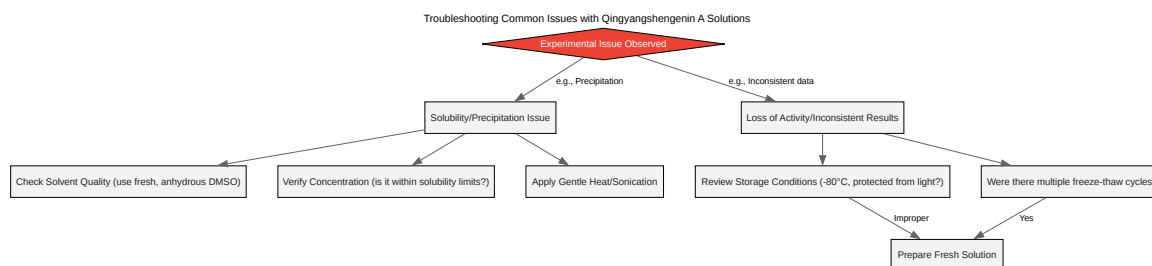 Troubleshooting Common Issues with Qingyangshengenin A Solutions
Experimental Issue Observed
e.g., Precipitation
e.g., Inconsistent data
Solubility/Precipitation Issue
Loss of Activity/Inconsistent Results
Check Solvent Quality (use fresh, anhydrous DMSO)
Verify Concentration (is it within solubility limits?)
Apply Gentle Heat/Sonication
Review Storage Conditions (-80°C, protected from light?)
Were there multiple freeze-thaw cycles
Improper
Yes
Prepare Fresh Solution